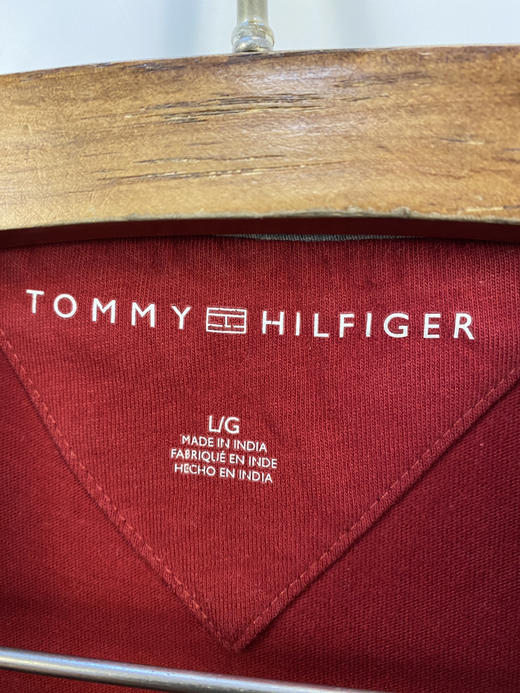 TOMMY HILFIGER
L/G
MADE IN INDIA
FABRIQUÉ EN INDE
HECHO EN INDIA